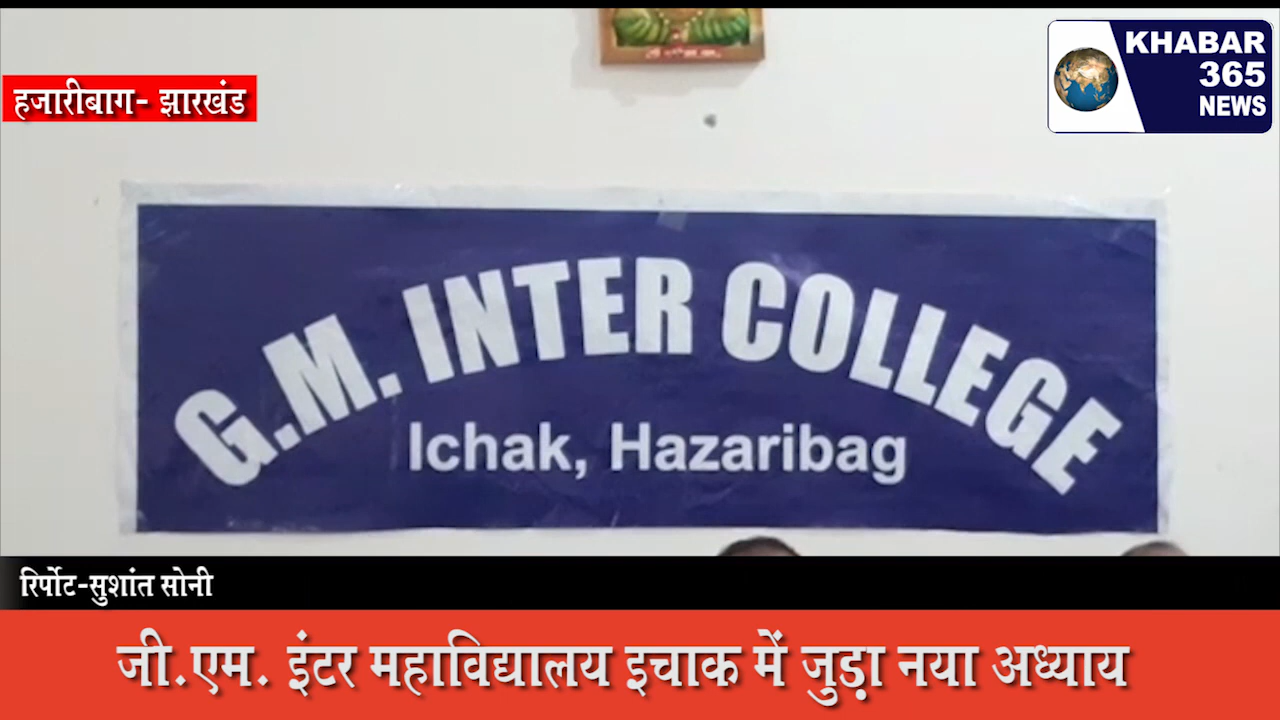 KHABAR
365
NEWS
हजारीबाग- झारखंड
G.M. INTER COLLEGE
Ichak, Hazaribag
रिर्पोट-सुशांत सोनी
जी.एम. इंटर महाविद्यालय इचाक में जुड़ा नया अध्याय